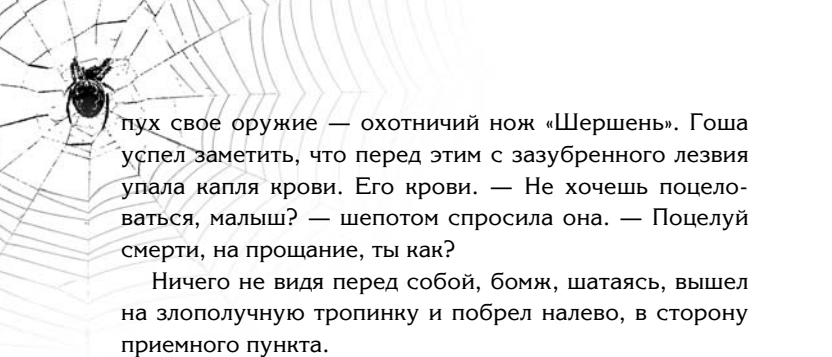 пух свое оружие — охотничий нож «Шершень». Гоша
успел заметить, что перед этим с зазубренного лезвия
упала капля крови. Его крови. — Не хочешь поцело-
ваться, малыш? — шепотом спросила она. — Поцелуй
смерти, на прощание, ты как?
Ничего не видя перед собой, бомж, шатаясь, вышел
на злополучную тропинку и побрел налево, в сторону
приемного пункта.